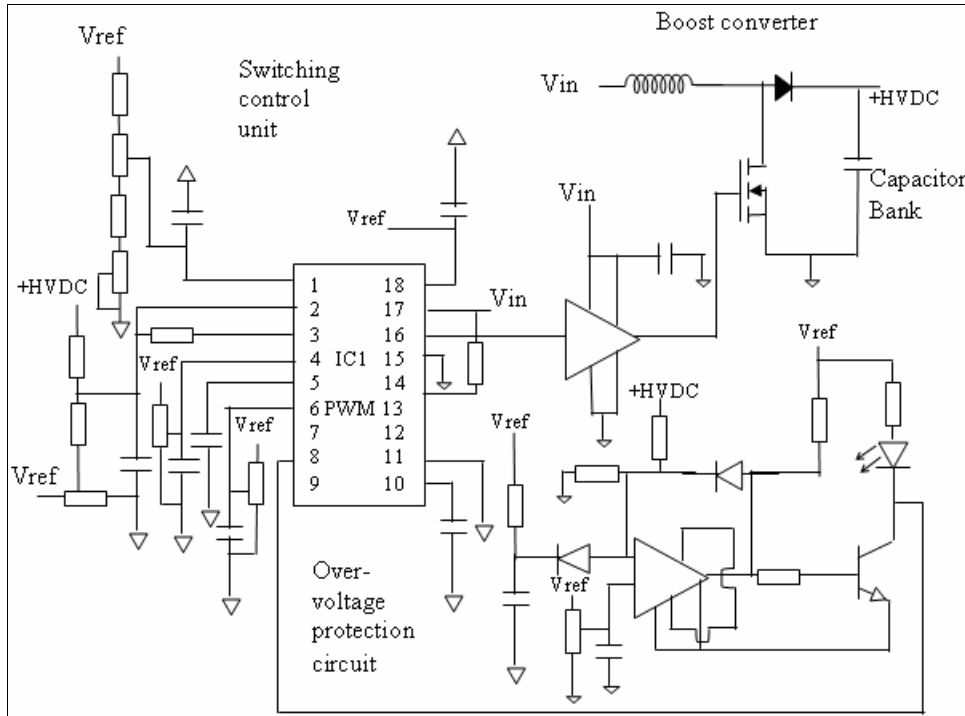 Boost converter
Vref
Switching
control
unit
Vin
+HVDC
Capacitor
Bank
Vin
Vref
1
18
2
17
Vin
3
16
4
IC1
15
5
14
6
PWM
13
7
12
8
11
9
10
+HVDC
Vref
Vref
Vref
Vref
+HVDC
Vref
Vref
Over-
voltage
protection
circuit